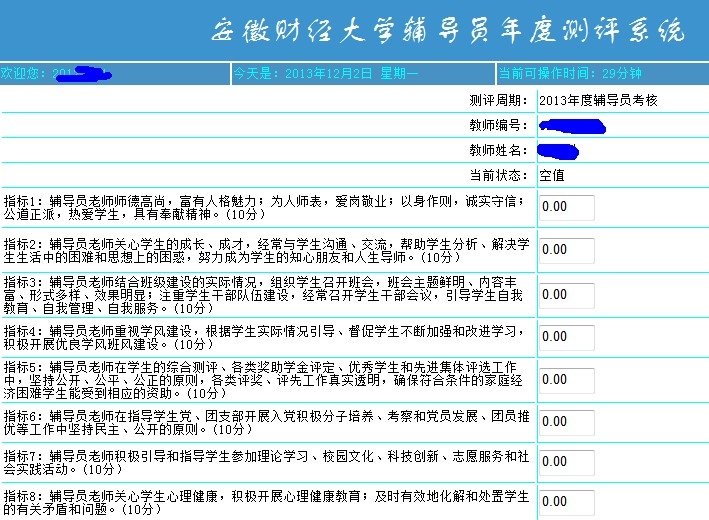 安徽财经大学辅导员年度测评系统
欢迎您：201
今天是：2013年12月2日 星期一
当前可操作时间：29分钟
测评周期： 2013年度辅导员考核
教师编号：
教师姓名：
当前状态： 空值
指标1：辅导员老师师德高尚，富有人格魅力；为人师表，爱岗敬业；以身作则，诚实守信；
公道正派，热爱学生，具有奉献精神。(10分)
0.00
指标2：辅导员老师关心学生的成长、成才，经常与学生沟通、交流，帮助学生分析、解决学
生生活中的困难和思想上的困惑，努力成为学生的知心朋友和人生导师。(10分)
0.00
指标3：辅导员老师结合班级建设的实际情况，组织学生召开班会，班会主题鲜明、内容丰
富、形式多样、效果明显；注重学生干部队伍建设，经常召开学生干部会议，引导学生自我
教育、自我管理、自我服务。(10分)
0.00
指标4：辅导员老师重视学风建设，根据学生实际情况引导、督促学生不断加强和改进学习，
积极开展优良学风班风建设。(10分)
0.00
指标5：辅导员老师在学生的综合测评、各类奖助学金评定、优秀学生和先进集体评选工作
中，坚持公开、公平、公正的原则，各类评奖、评先工作真实透明，确保符合条件的家庭经
济困难学生能受到相应的资助。(10分)
0.00
指标6：辅导员老师在指导学生党、团支部开展入党积极分子培养、考察和党员发展、团员推
优等工作中坚持民主、公开的原则。(10分)
0.00
指标7：辅导员老师积极引导和指导学生参加理论学习、校园文化、科技创新、志愿服务和社
会实践活动。(10分)
0.00
指标8：辅导员老师关心学生心理健康，积极开展心理健康教育；及时有效地化解和处置学生
的有关矛盾和问题。(10分)
0.00